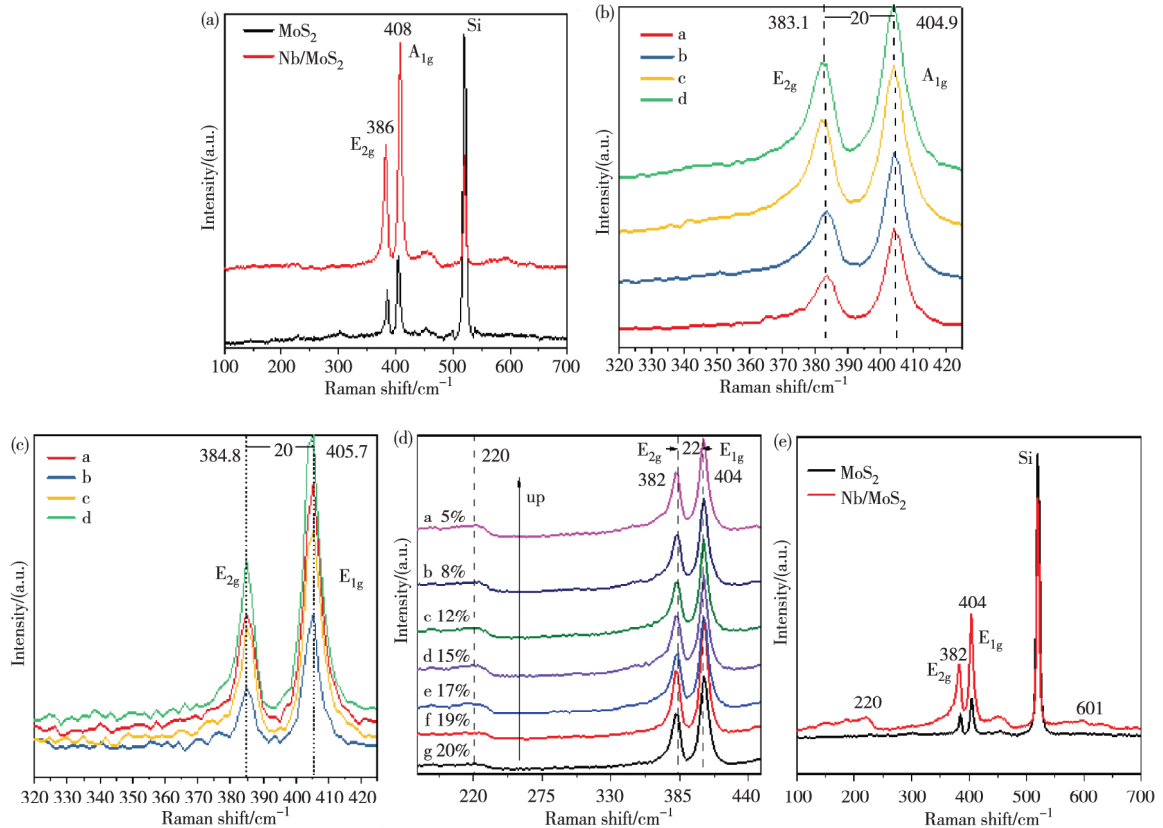 (a)
MoS₂
Nb/MoS₂
408
A₁g
Si
386
E₂g
Intensity/(a.u.)
100 200 300 400 500 600 700
Raman shift/cm⁻¹
(b)
383.1
20
404.9
a
b
c
d
E₂g
A₁g
Intensity/(a.u.)
320 330 340 350 360 370 380 390 400 410 420
Raman shift/cm⁻¹
(c)
384.8
20
405.7
a
b
c
d
E₂g
E₁g
Intensity/(a.u.)
320 330 340 350 360 370 380 390 400 410 420
Raman shift/cm⁻¹
(d)
220
E₂g
22
E₁g
382
404
up
a 5%
b 8%
c 12%
d 15%
e 17%
f 19%
g 20%
Intensity/(a.u.)
220 275 330 385 440
Raman shift/cm⁻¹
(e)
MoS₂
Nb/MoS₂
Si
404
E₁g
382
E₂g
220
601
Intensity/(a.u.)
100 200 300 400 500 600 700
Raman shift/cm⁻¹